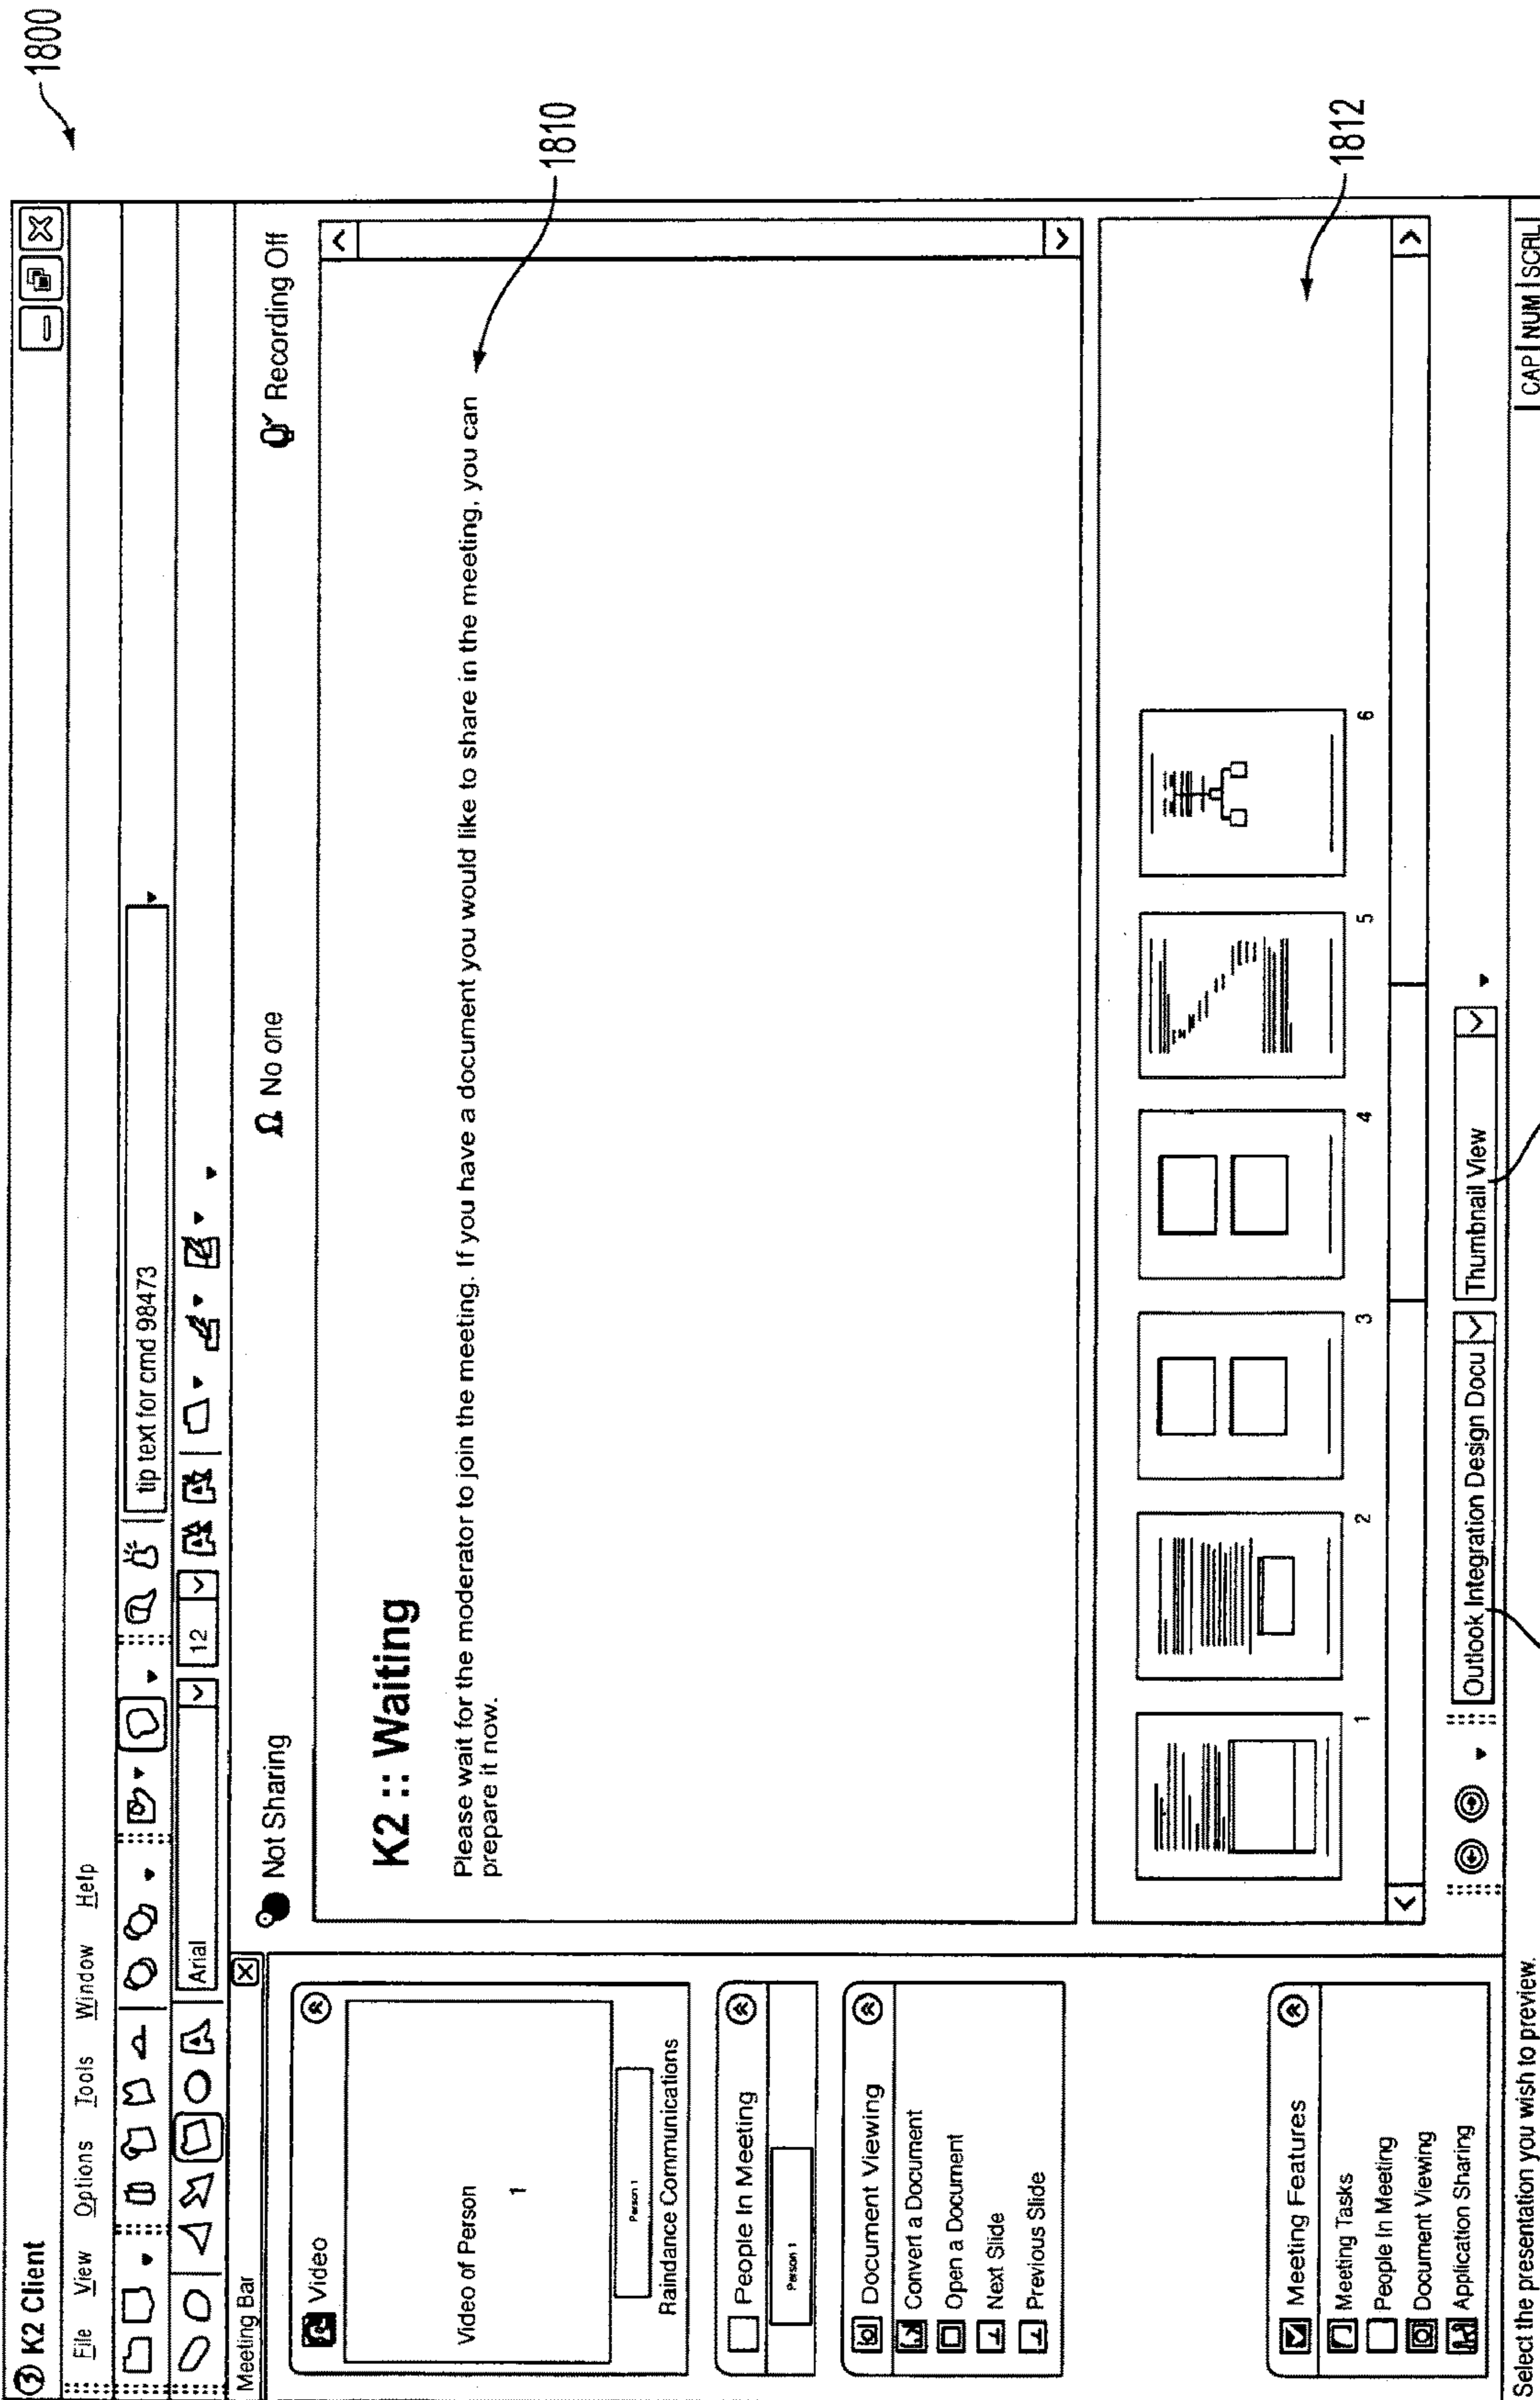 1800
K2 Client
File View Options Tools Window Help
tip text for cmd 98473
Arial 12
Meeting Bar
Not Sharing
No one
Recording Off
Video
Video of Person
1
Person 1
Raindance Communications
People In Meeting
Person 1
Document Viewing
Convert a Document
Open a Document
Next Slide
Previous Slide
Meeting Features
Meeting Tasks
People In Meeting
Document Viewing
Application Sharing
K2 :: Waiting
Please wait for the moderator to join the meeting. If you have a document you would like to share in the meeting, you can
prepare it now.
1810
1812
1 2 3 4 5 6
Outlook Integration Design Docu
Thumbnail View
Select the presentation you wish to preview.
CAP NUM SCRL